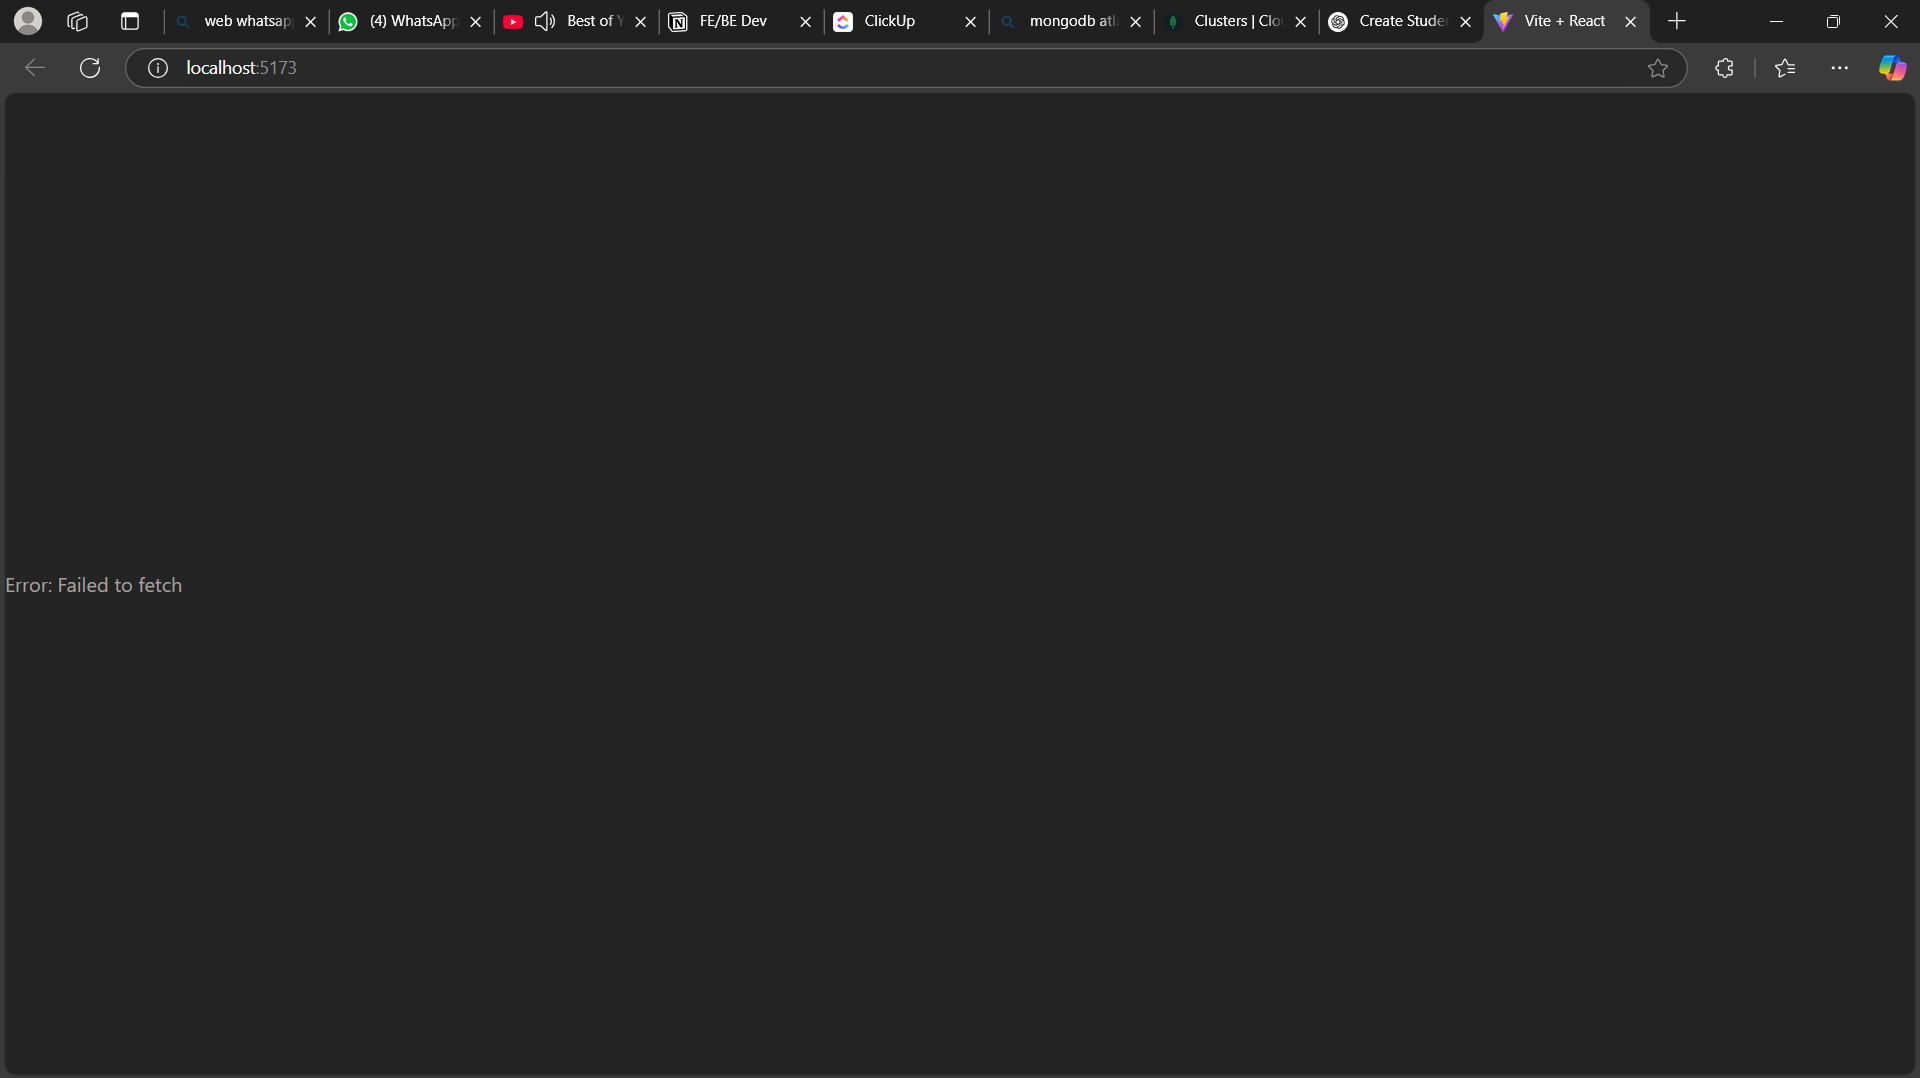 web whatsap
(4) WhatsApp
Best of Y
FE/BE Dev
ClickUp
mongodb atl
Clusters | Clo
Create Stude
Vite + React
localhost:5173
Error: Failed to fetch